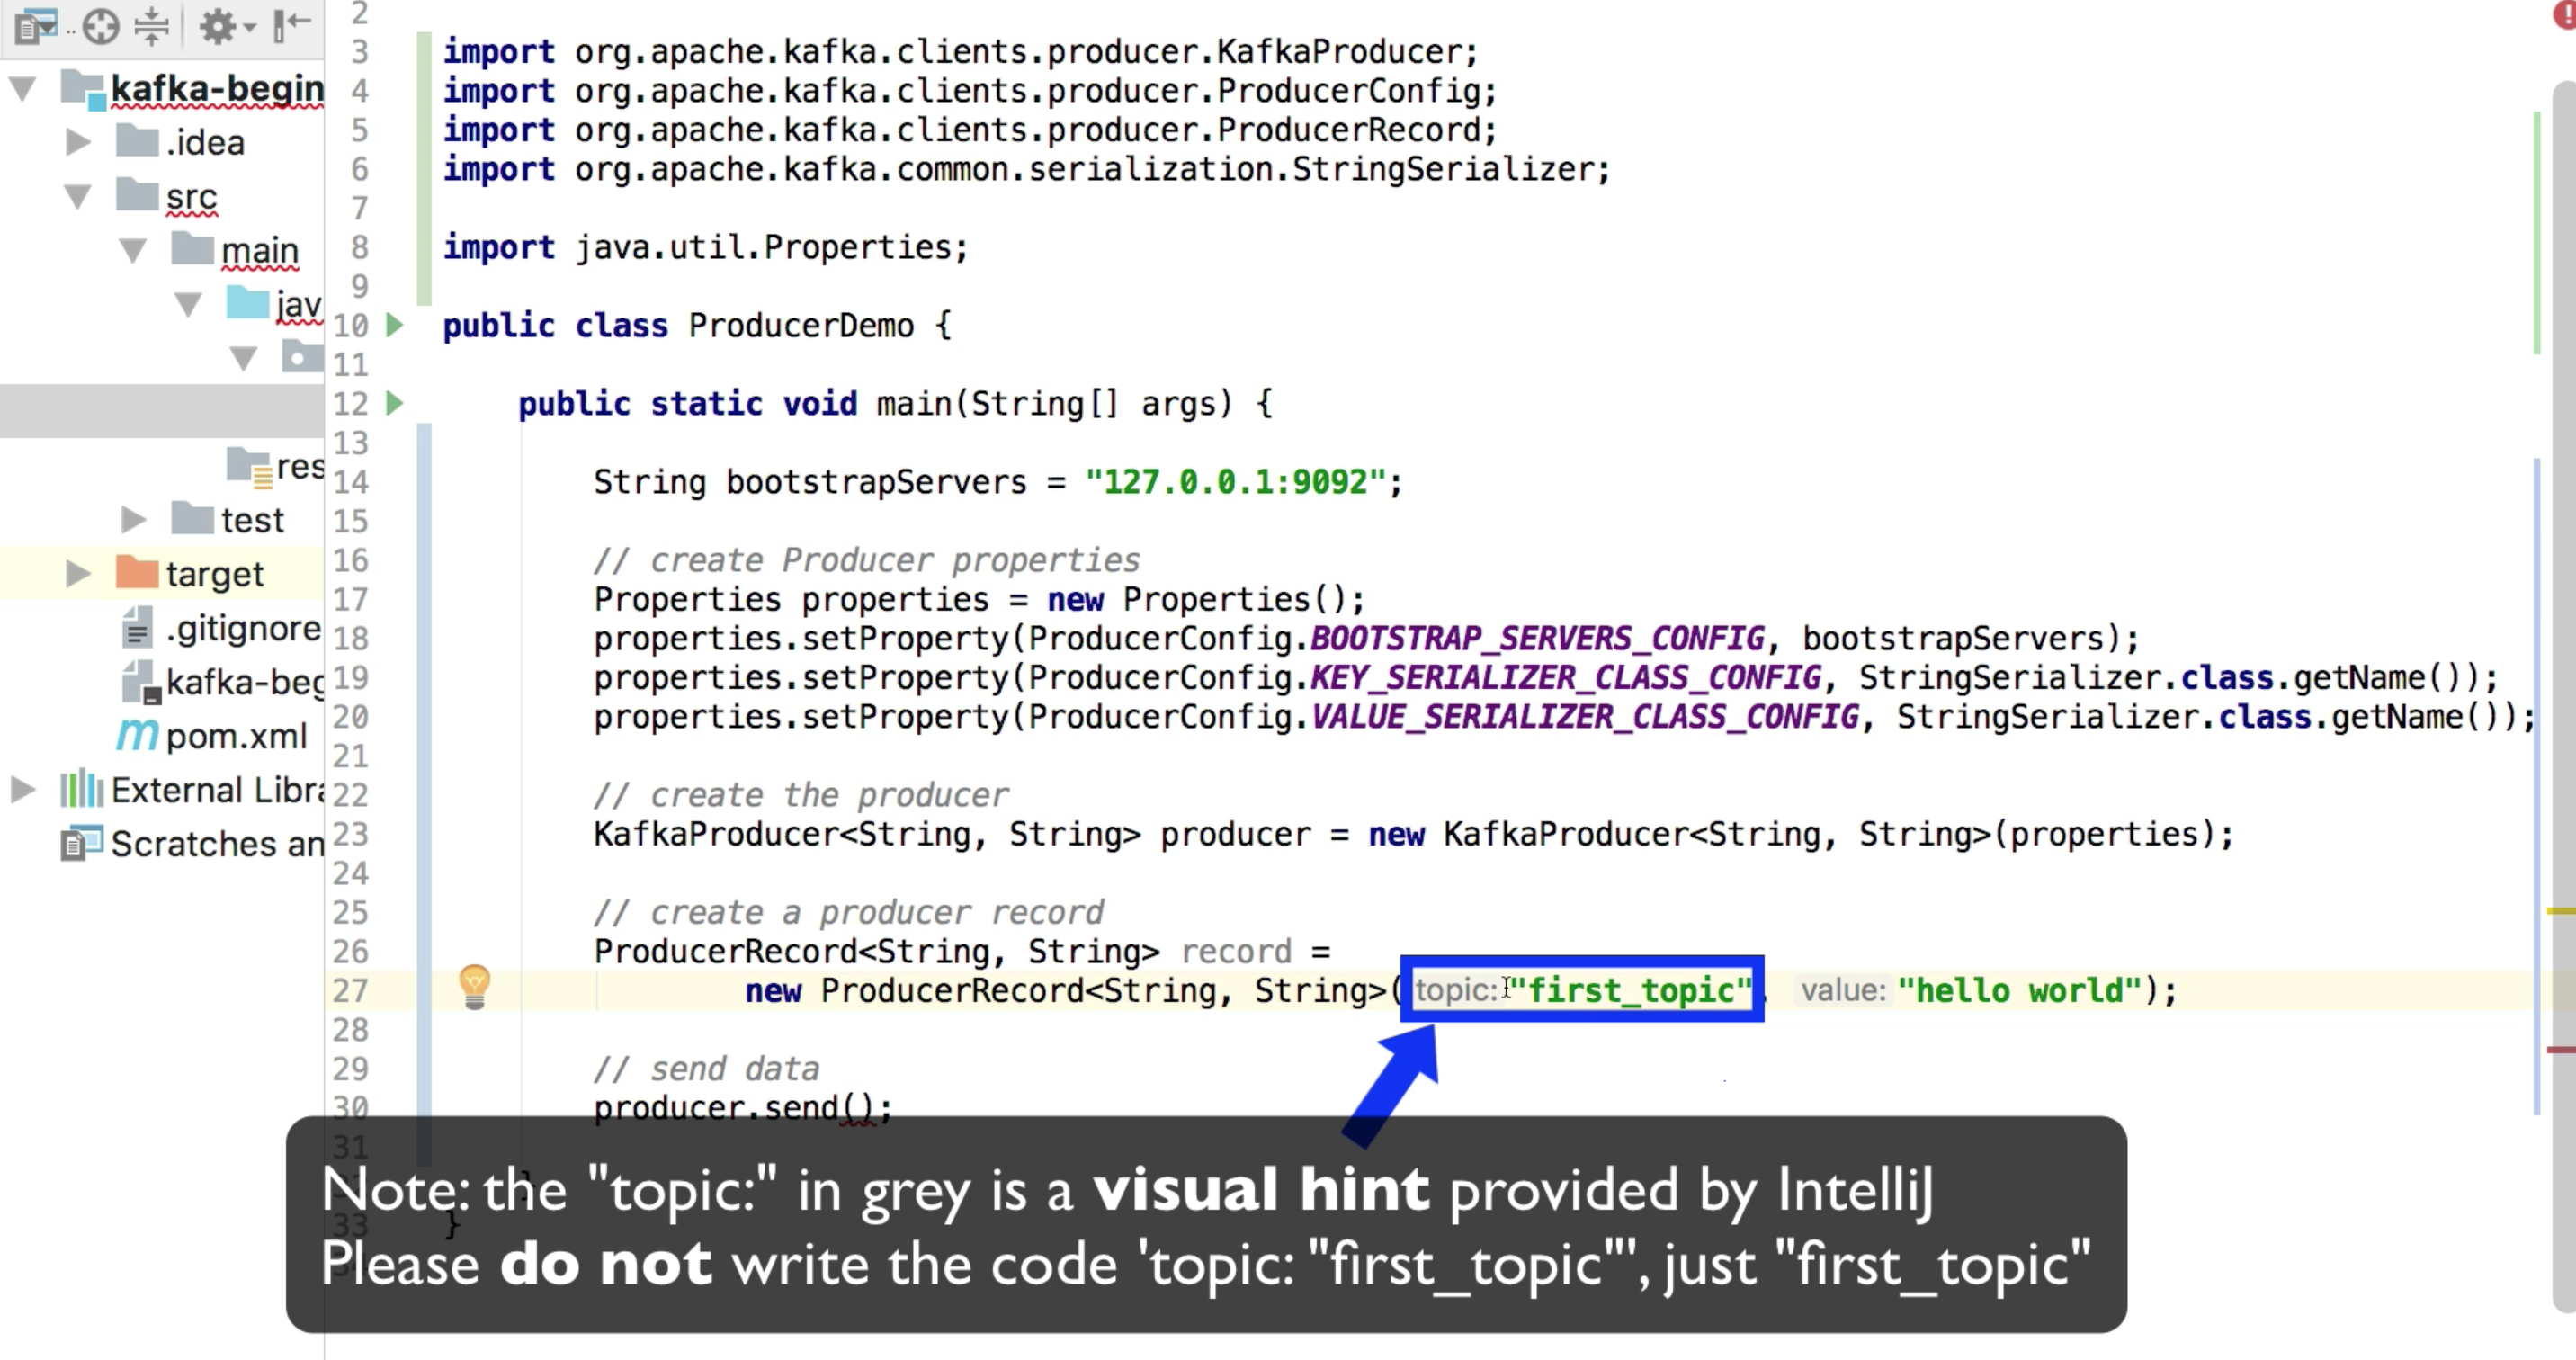 kafka-begin
.idea
src
main
jav
res
test
target
.gitignore
kafka-beg
pom.xml
External Libra
Scratches an
2
3 import org.apache.kafka.clients.producer.KafkaProducer;
4 import org.apache.kafka.clients.producer.ProducerConfig;
5 import org.apache.kafka.clients.producer.ProducerRecord;
6 import org.apache.kafka.common.serialization.StringSerializer;
7
8 import java.util.Properties;
9
10 public class ProducerDemo {
11
12 public static void main(String[] args) {
13
14 String bootstrapServers = "127.0.0.1:9092";
15
16 // create Producer properties
17 Properties properties = new Properties();
18 properties.setProperty(ProducerConfig.BOOTSTRAP_SERVERS_CONFIG, bootstrapServers);
19 properties.setProperty(ProducerConfig.KEY_SERIALIZER_CLASS_CONFIG, StringSerializer.class.getName());
20 properties.setProperty(ProducerConfig.VALUE_SERIALIZER_CLASS_CONFIG, StringSerializer.class.getName());
21
22 // create the producer
23 KafkaProducer<String, String> producer = new KafkaProducer<String, String>(properties);
24
25 // create a producer record
26 ProducerRecord<String, String> record =
27 new ProducerRecord<String, String>( topic: "first_topic", value: "hello world");
28
29 // send data
30 producer.send();
31
33 }
Note: the "topic:" in grey is a visual hint provided by IntelliJ
Please do not write the code 'topic: "first_topic"', just "first_topic"